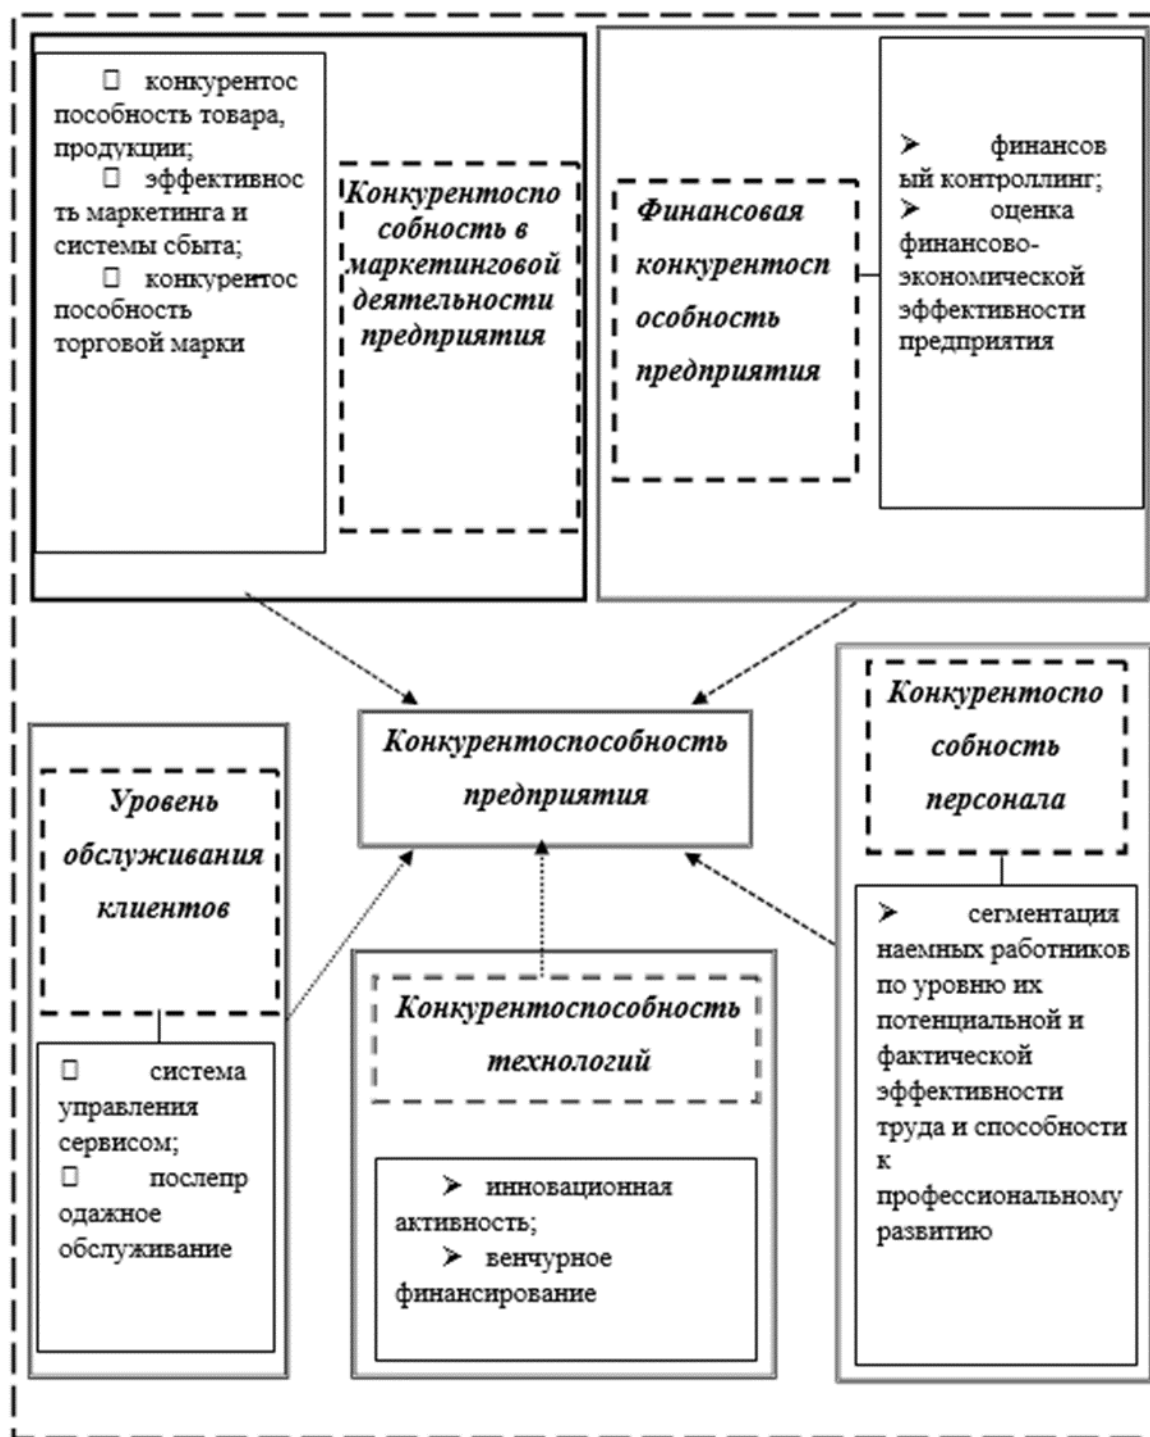 конкурентос
пособность товара,
продукции;
эффективнос
ть маркетинга и
системы сбыта;
конкурентос
пособность
торговой марки
Конкурентоспо
собность в
маркетинговой
деятельности
предприятия
Финансовая
конкурентосп
особность
предприятия
финансов
ый контроллинг;
оценка
финансово-
экономической
эффективности
предприятия
Конкурентоспособность
предприятия
Конкурентоспо
собность
персонала
сегментация
наемных работников
по уровню их
потенциальной и
фактической
эффективности
труда и способности
к
профессиональному
развитию
Уровень
обслуживания
клиентов
система
управления
сервисом;
послепр
одажное
обслуживание
Конкурентоспособность
технологий
инновационная
активность;
венчурное
финансирование